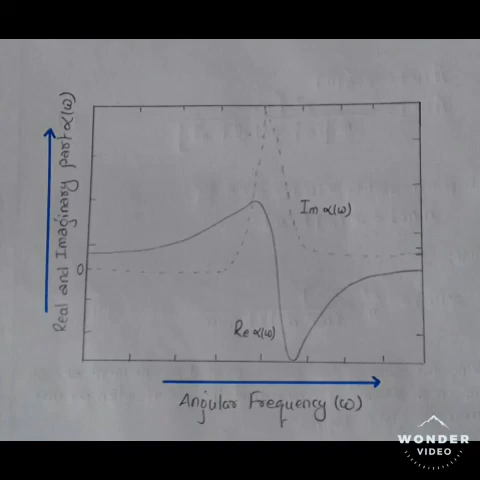 Real and Imaginary part α(ω)
Im α(ω)
0
Re α(ω)
Angular Frequency (ω)
WONDER
VIDEO